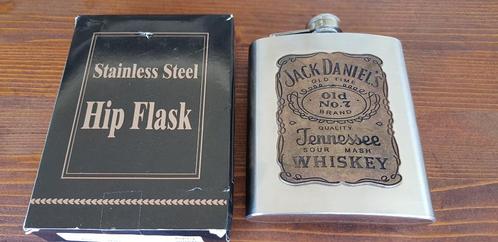 Stainless Steel
Hip Flask
JACK DANIEL'S
OLD TIME
Old
No.7
BRAND
QUALITY
Tennessee
SOUR MASH
WHISKEY